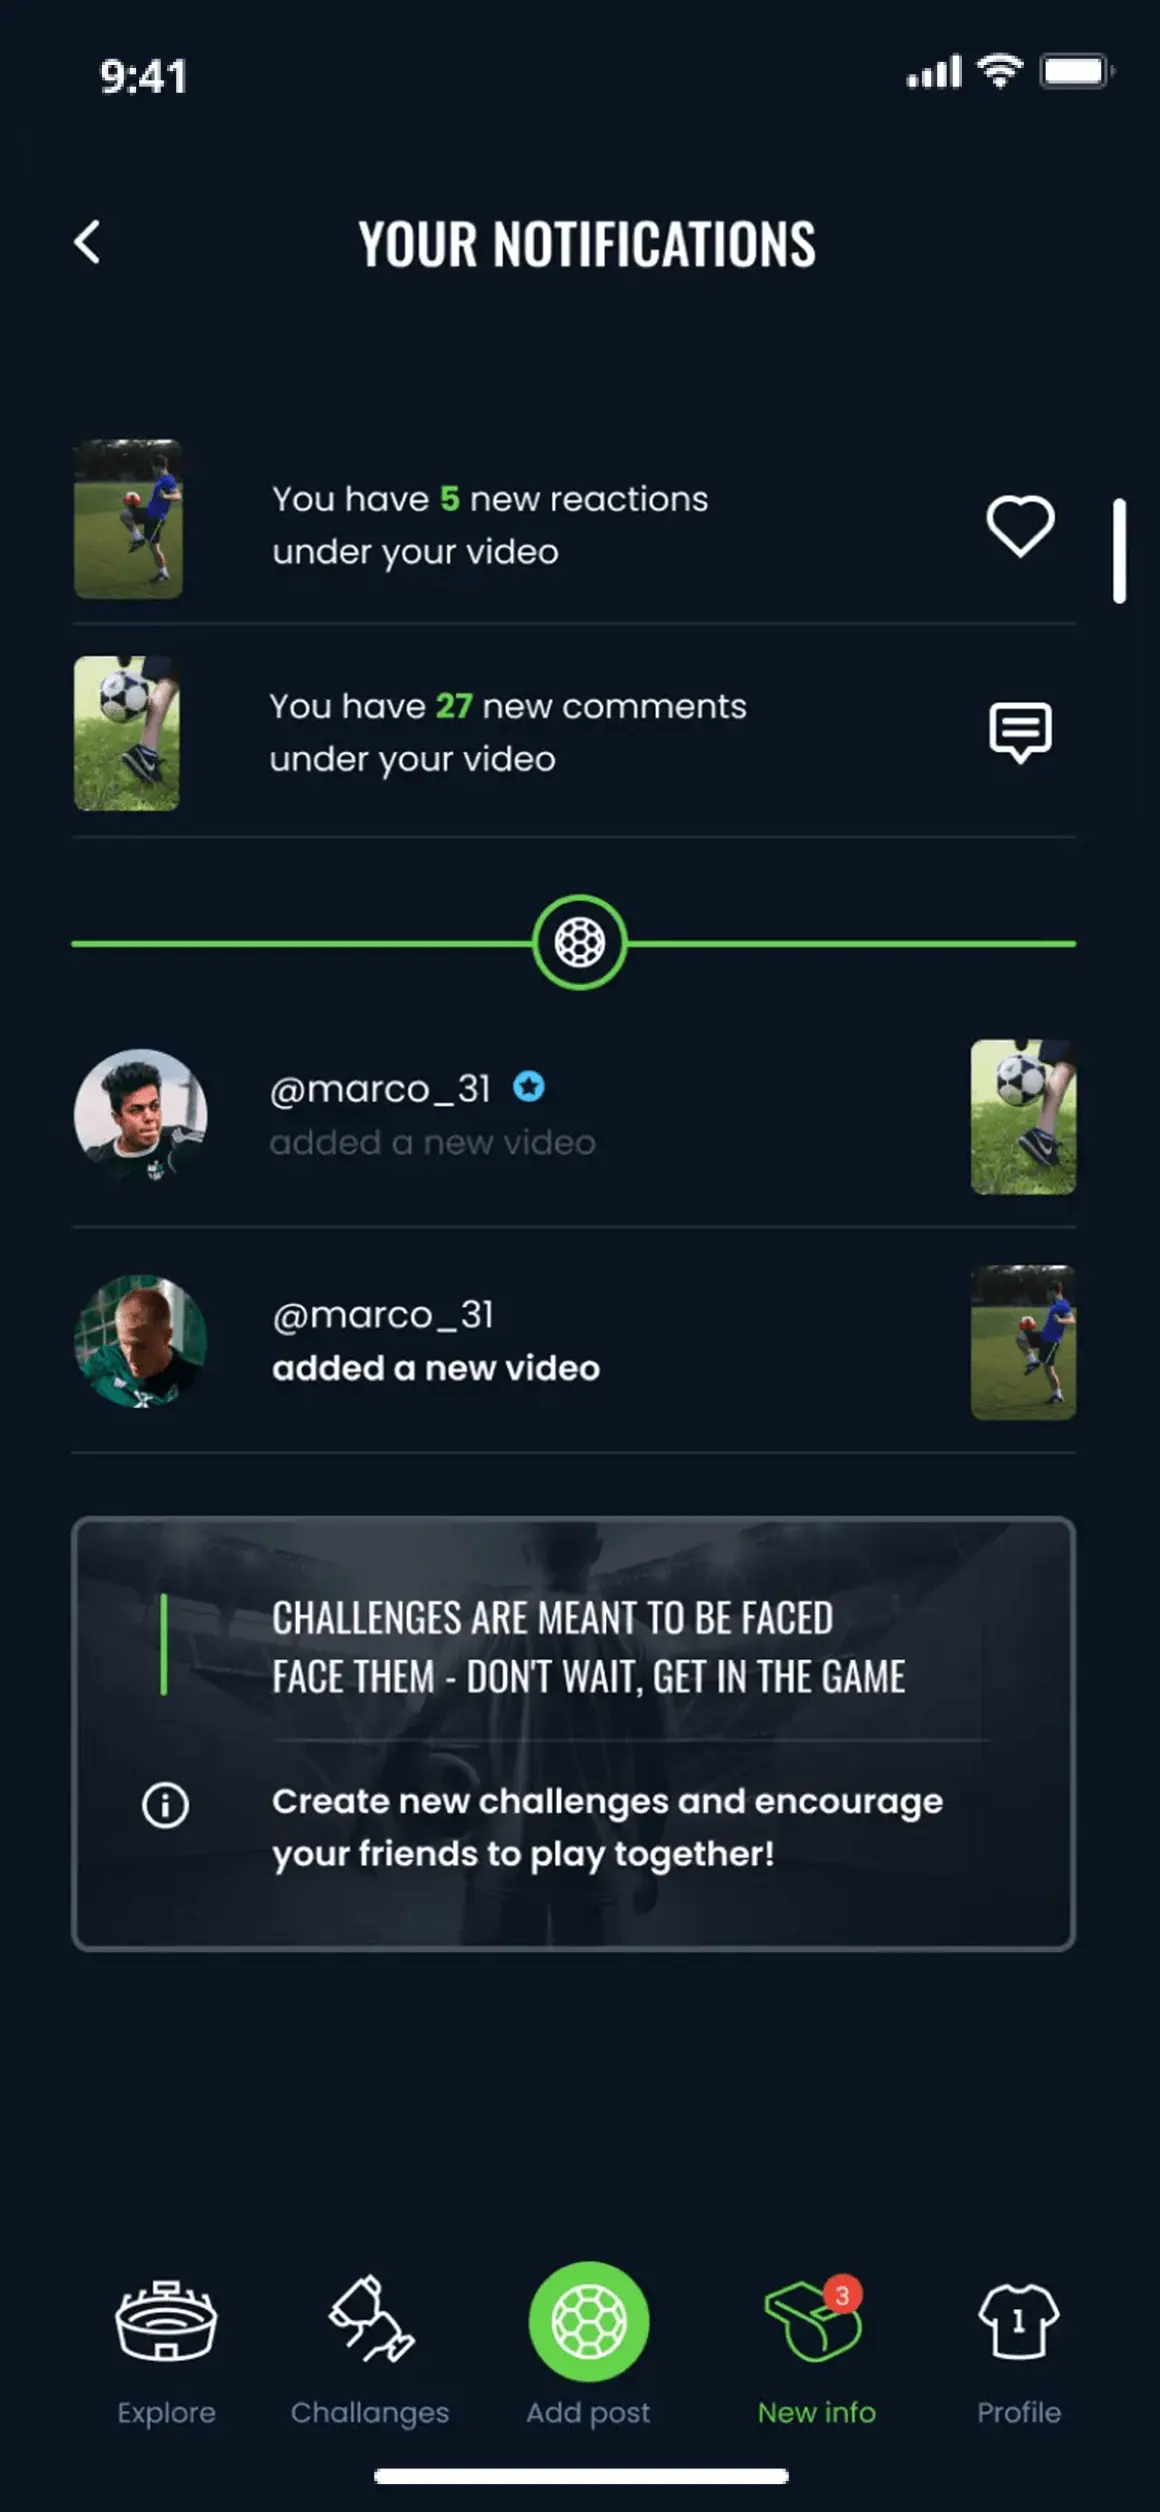 9:41
YOUR NOTIFICATIONS
You have 5 new reactions
under your video
You have 27 new comments
under your video
@marco_31
added a new video
@marco_31
added a new video
CHALLENGES ARE MEANT TO BE FACED
FACE THEM - DON'T WAIT, GET IN THE GAME
Create new challenges and encourage
your friends to play together!
3
1
Explore
Challanges
Add post
New info
Profile